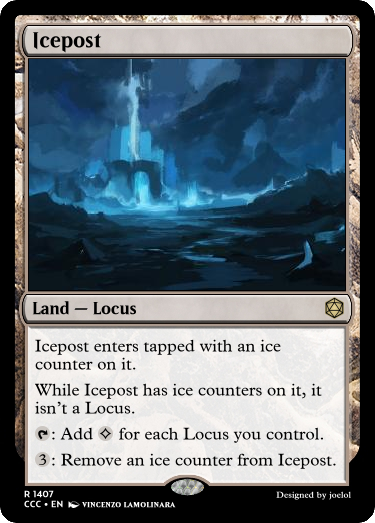 Icepost
Land — Locus
Icepost enters tapped with an ice
counter on it.
While Icepost has ice counters on it, it
isn't a Locus.
: Add for each Locus you control.
3: Remove an ice counter from Icepost.
R 1407
CCC • EN VINCENZO LAMOLINARA
Designed by joelol